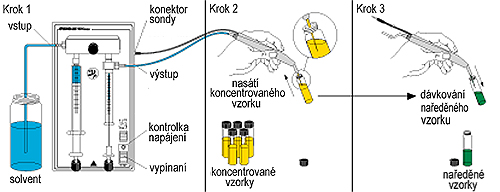 Krok 1
vstup
konektor
sondy
výstup
kontrolka
napájení
vypínaní
solvent
Krok 2
nasátí
koncentrovaného
vzorku
koncentrované
vzorky
Krok 3
dávkování
naředěného
vzorku
naředěné
vzorky